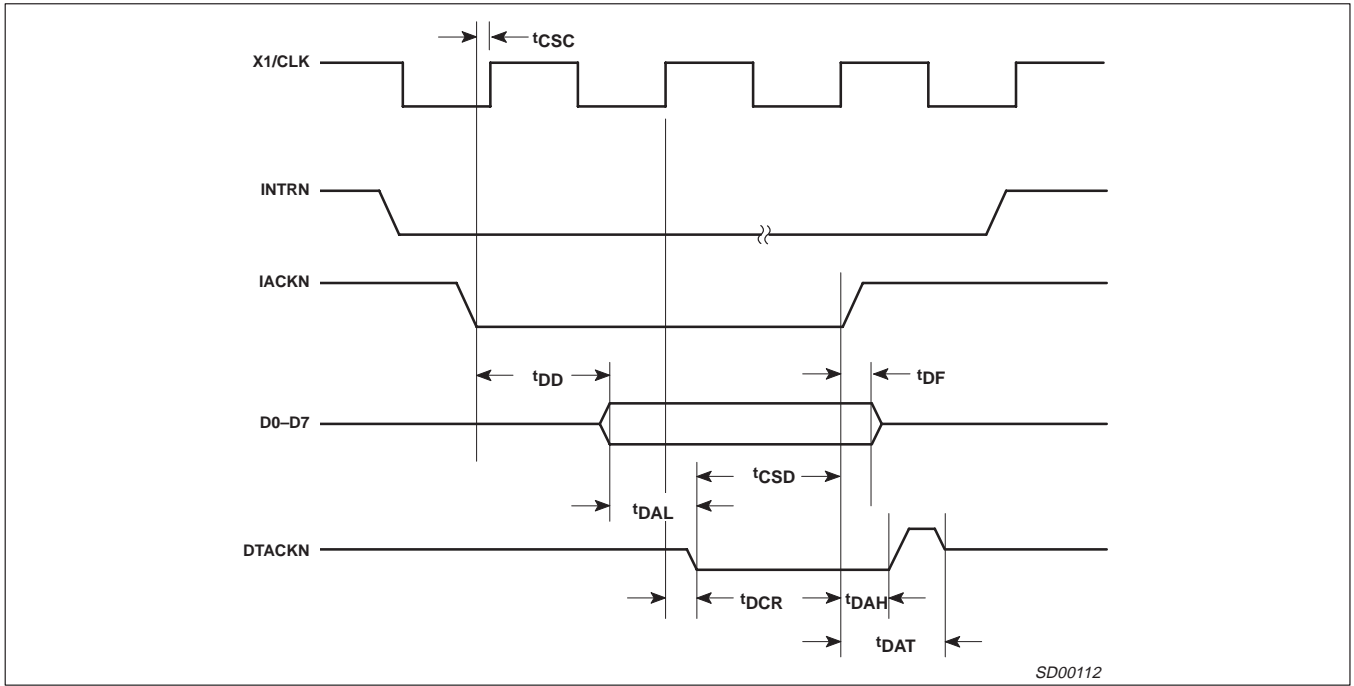 tCSC
X1/CLK
INTRN
IACKN
tDD
tDF
D0–D7
tCSD
tDAL
DTACKN
tDCR
tDAH
tDAT
SD00112